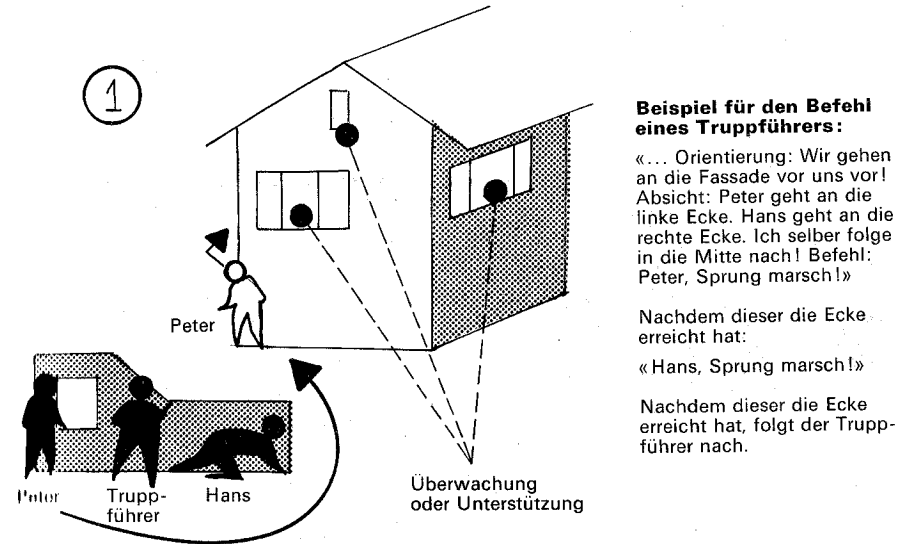 1
Beispiel für den Befehl
eines Truppführers:
«... Orientierung: Wir gehen
an die Fassade vor uns vor!
Absicht: Peter geht an die
linke Ecke. Hans geht an die
rechte Ecke. Ich selber folge
in die Mitte nach! Befehl:
Peter, Sprung marsch!»
Nachdem dieser die Ecke
erreicht hat:
«Hans, Sprung marsch!»
Nachdem dieser die Ecke
erreicht hat, folgt der Trupp-
führer nach.
Peter
Peter
Trupp-
führer
Hans
Überwachung
oder Unterstützung